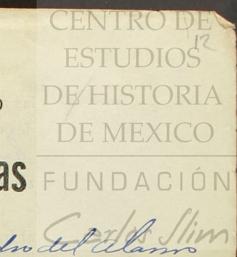 CENTRO DE
ESTUDIOS
12
DE HISTORIA
DE MEXICO
as
FUNDACIÓN
Carlos Slim
del Alamo